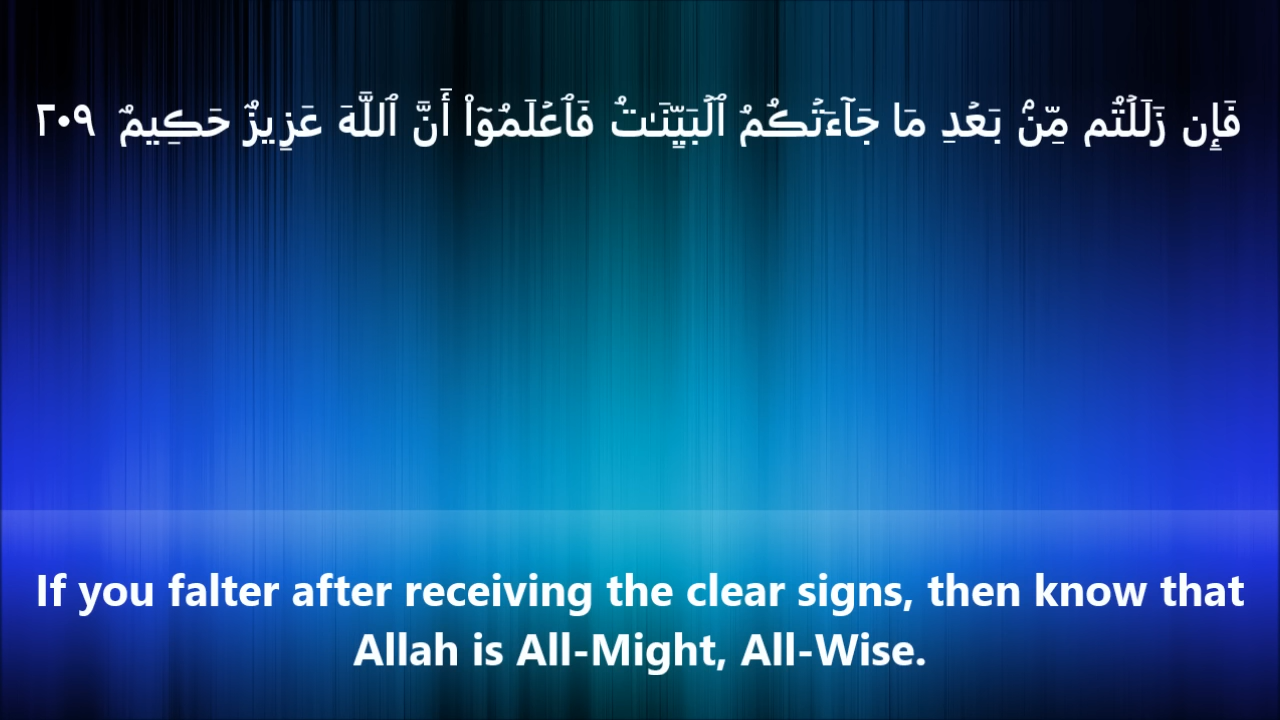 فَإِن زَلَلْتُم مِّنۢ بَعْدِ مَا جَآءَتْكُمُ ٱلْبَيِّنَـٰتُ فَٱعْلَمُوٓا۟ أَنَّ ٱللَّهَ عَزِيزٌ حَكِيمٌ ٢٠٩
If you falter after receiving the clear signs, then know that
Allah is All-Might, All-Wise.